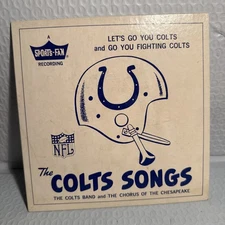 SPORTS-FAN
RECORDING
LET'S GO YOU COLTS
and GO YOU FIGHTING COLTS
NFL
The COLTS SONGS
THE COLTS BAND and THE CHORUS OF THE CHESAPEAKE